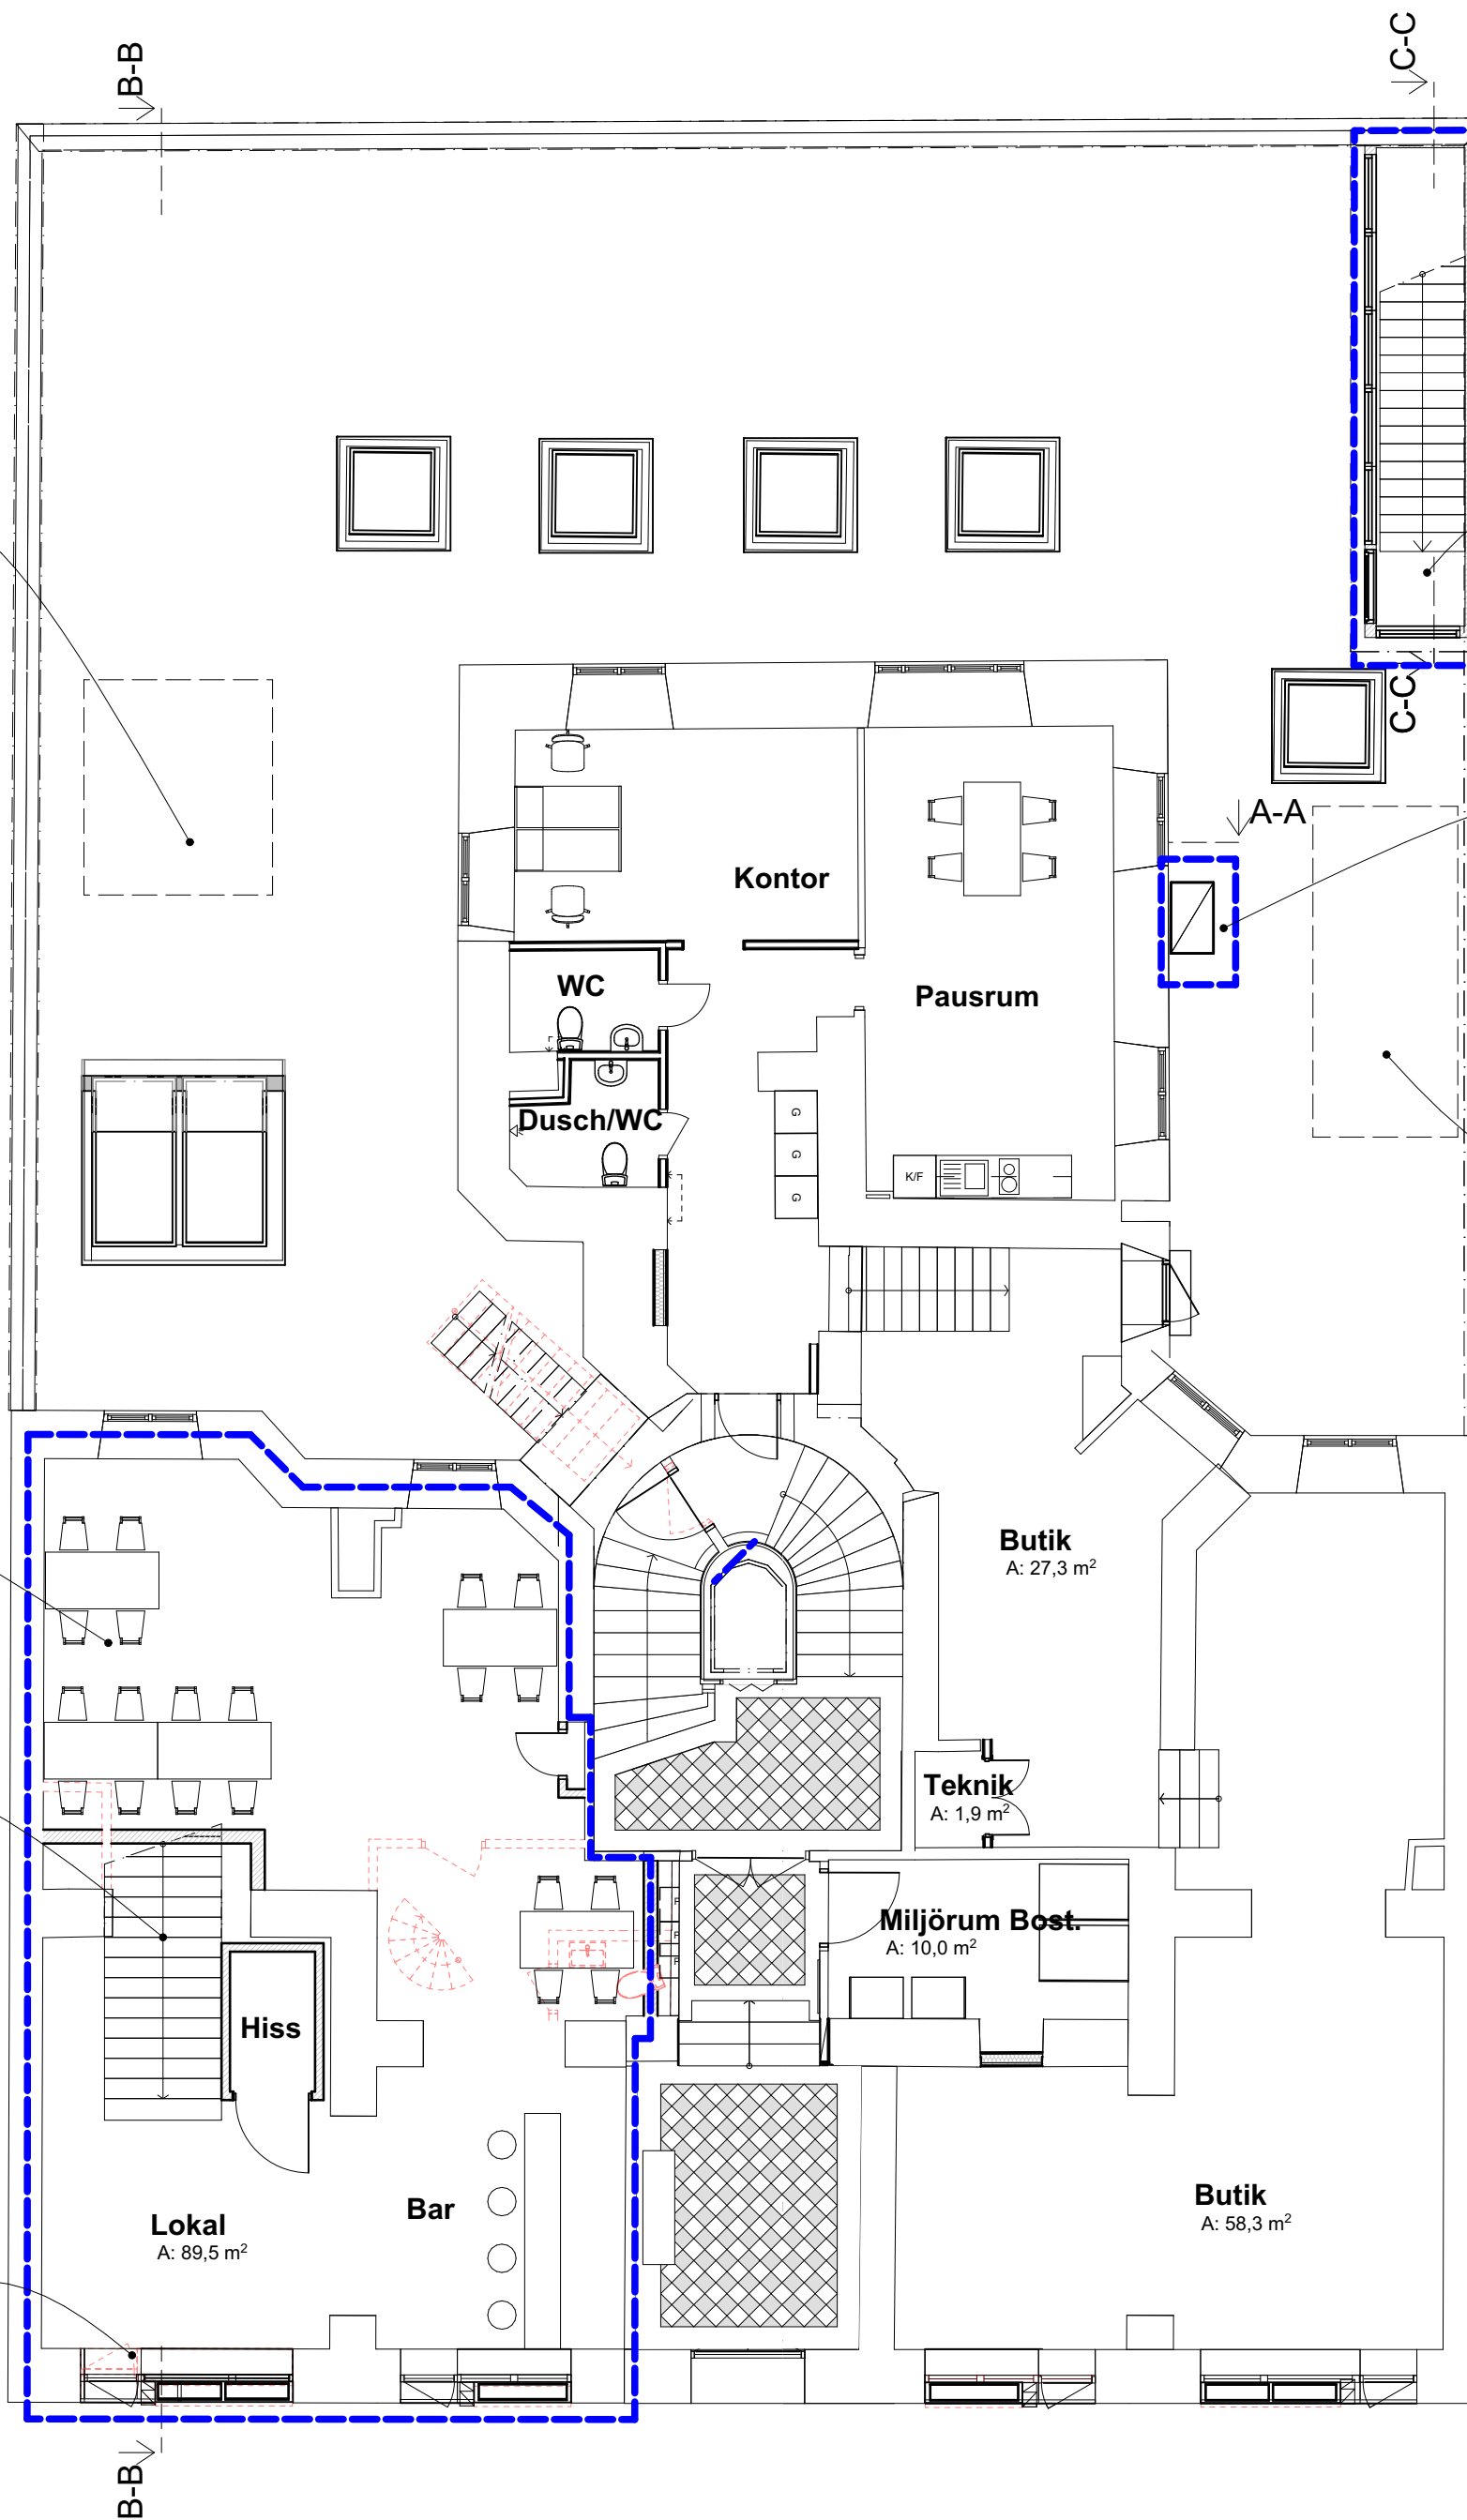 B-B
C-C
C-C
A-A
Kontor
WC
Pausrum
Dusch/WC
G
G
G
K/F
Butik
A: 27,3 m²
Teknik
A: 1,9 m²
Miljörum Bost.
A: 10,0 m²
Hiss
Bar
Lokal
A: 89,5 m²
Butik
A: 58,3 m²
B-B